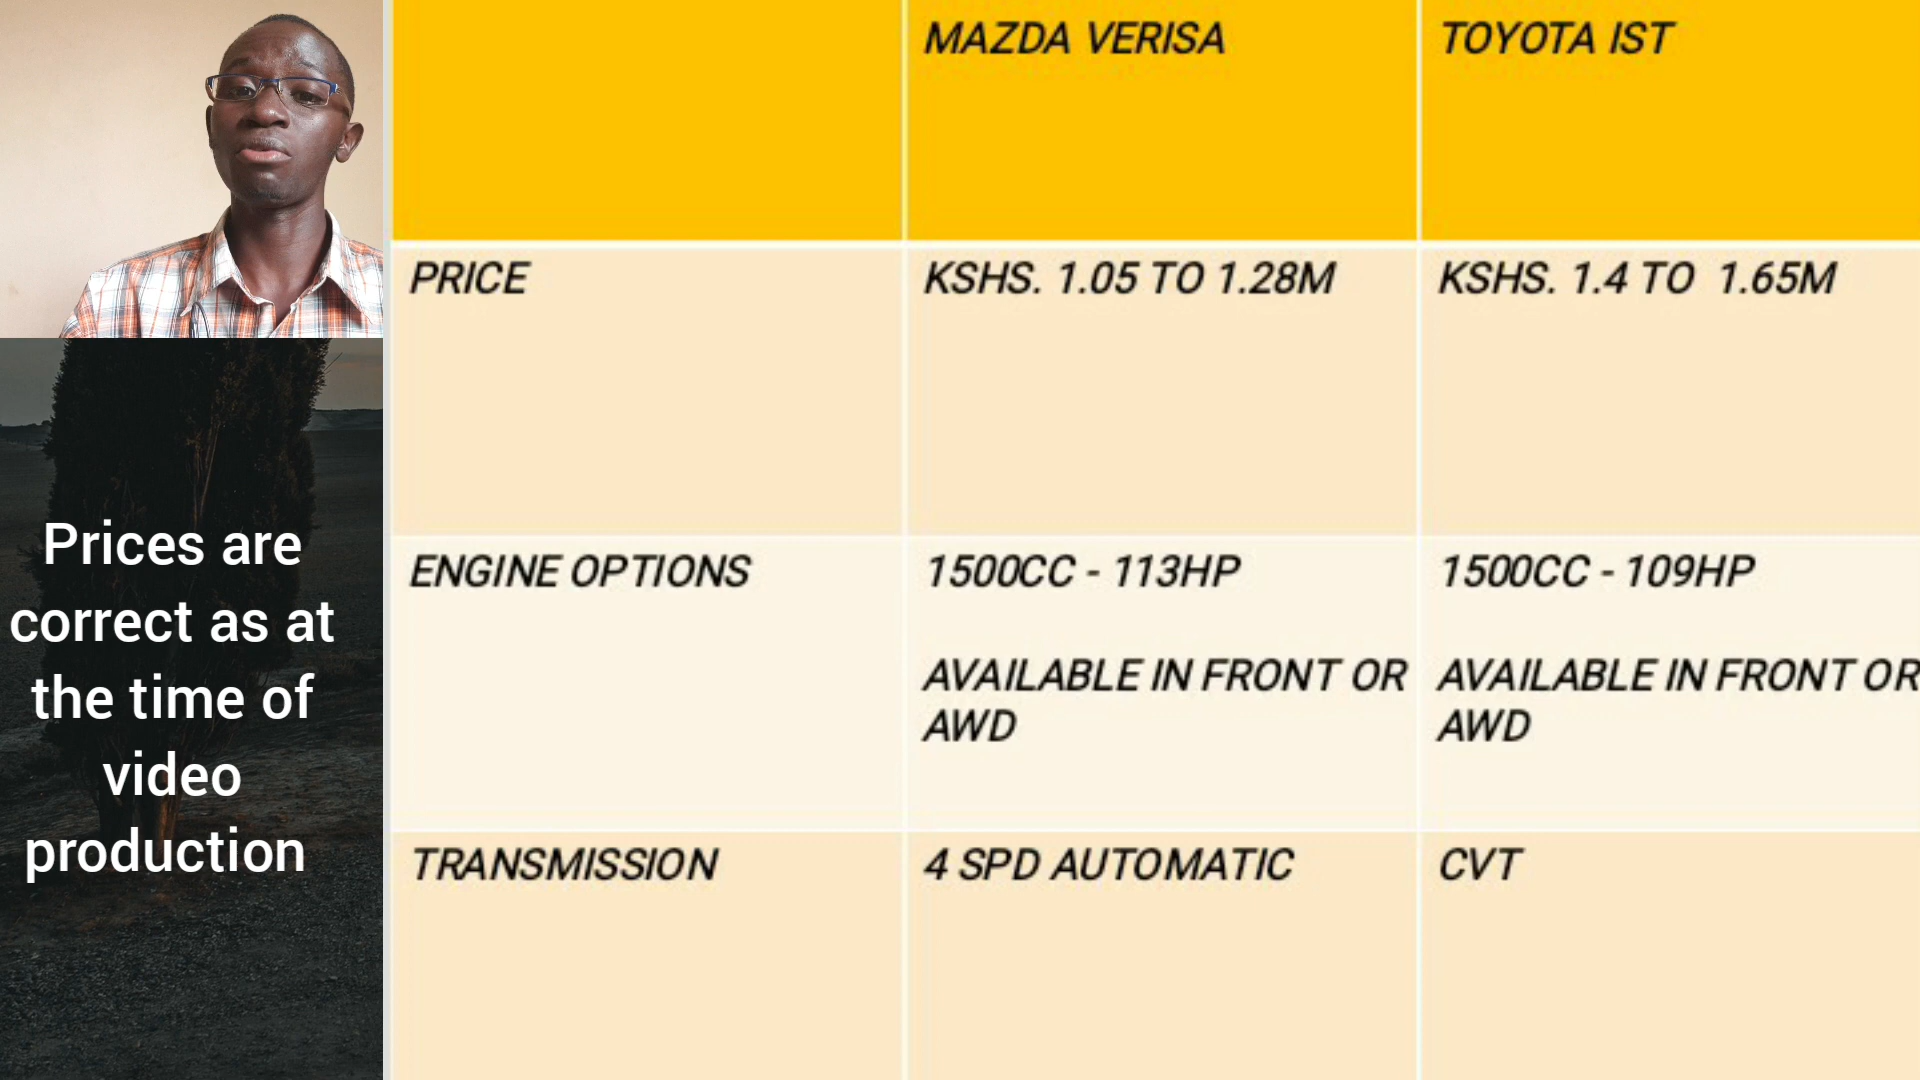 MAZDA VERISA
TOYOTA IST
PRICE
KSHS. 1.05 TO 1.28M
KSHS. 1.4 TO 1.65M
ENGINE OPTIONS
1500CC - 113HP
AVAILABLE IN FRONT OR
AWD
1500CC - 109HP
AVAILABLE IN FRONT OR
AWD
TRANSMISSION
4 SPD AUTOMATIC
CVT
Prices are
correct as at
the time of
video
production